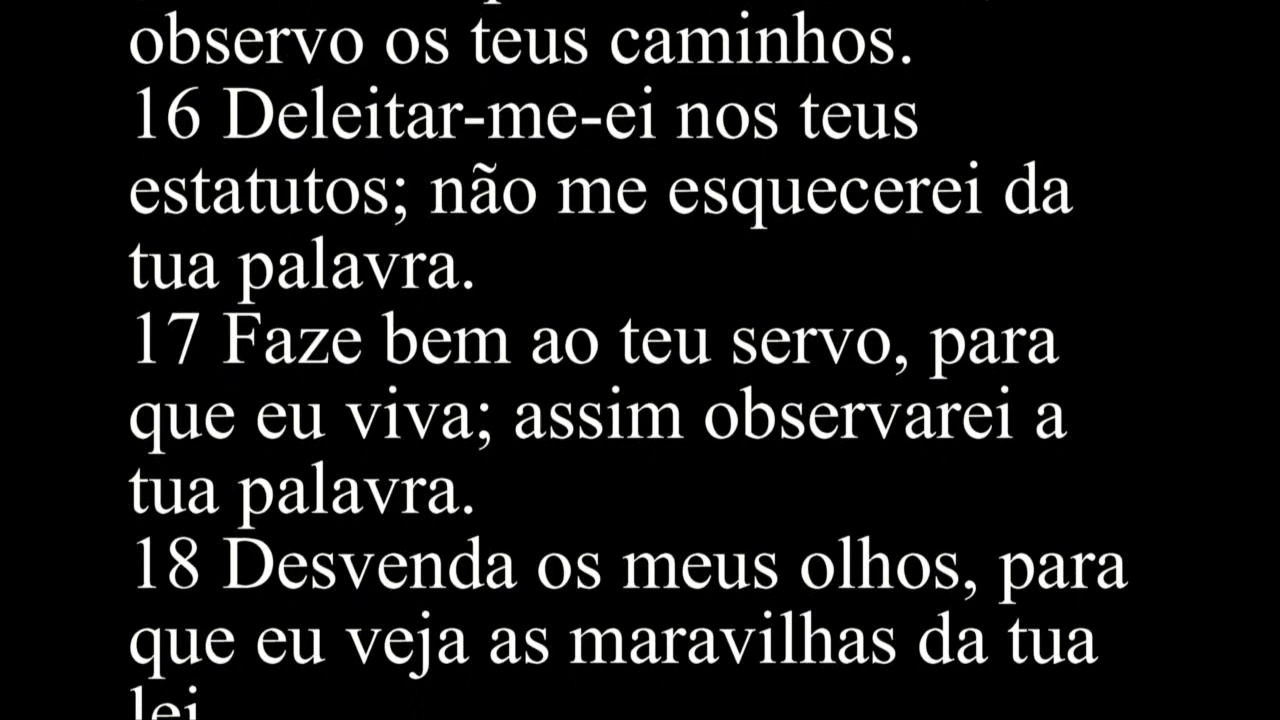 observo os teus caminhos.
16 Deleitar-me-ei nos teus
estatutos; não me esquecerei da
tua palavra.
17 Faze bem ao teu servo, para
que eu viva; assim observarei a
tua palavra.
18 Desvenda os meus olhos, para
que eu veja as maravilhas da tua
lei